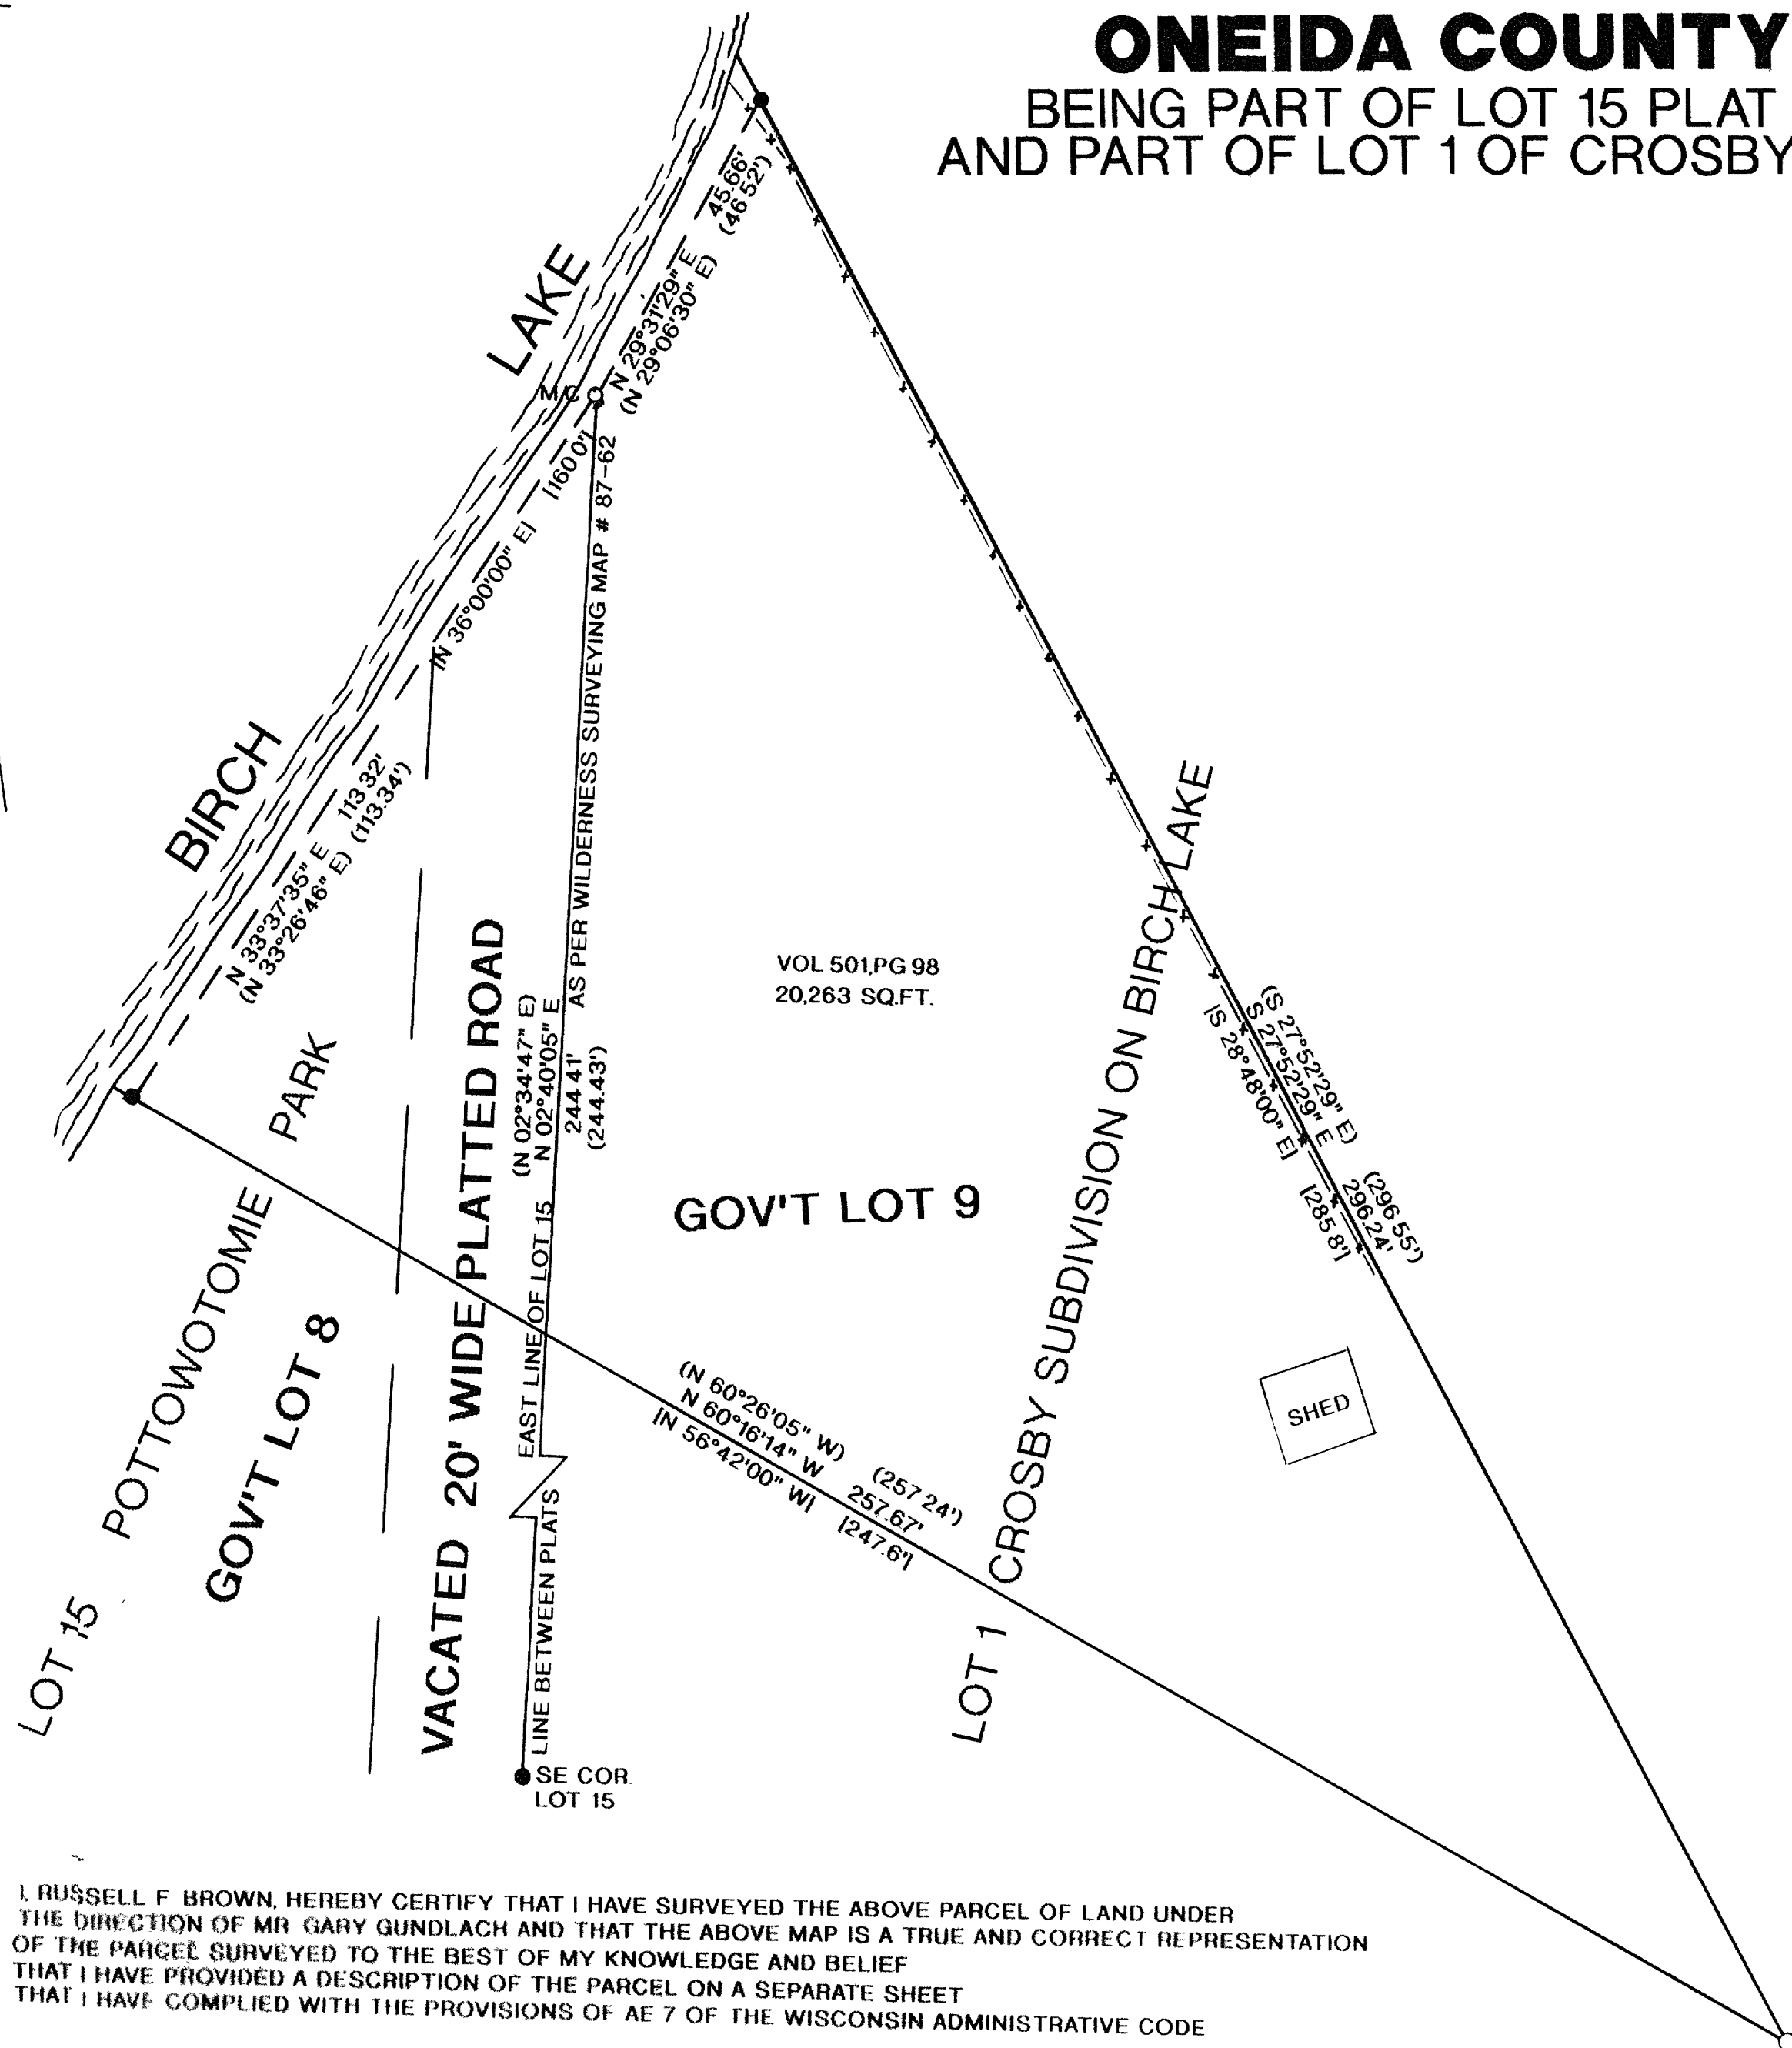 ONEIDA COUNTY
BEING PART OF LOT 15 PLAT
AND PART OF LOT 1 OF CROSBY
45.66'
(46 52')
N 29°31'29" E
(N 29°06'30" E)
LAKE
M/C
[160 0']
[N 36°00'00" E]
AS PER WILDERNESS SURVEYING MAP # 87-62
BIRCH
113 32'
(113.34')
N 33°37'35" E
(N 33°26'46" E)
VOL 501,PG 98
20,263 SQ.FT.
(N 02°34'47" E)
N 02°40'05" E
244 41'
(244.43')
(S 27°52'29" E)
S 27°52'29" E
[S 28°48'00" E]
(296 55')
296.24'
[285 8']
GOV'T LOT 9
CROSBY SUBDIVISION ON BIRCH LAKE
LOT 1
SHED
POTTOWOTOMIE PARK
LOT 15
GOV'T LOT 8
VACATED 20' WIDE PLATTED ROAD
EAST LINE OF LOT 15
LINE BETWEEN PLATS
(N 60°26'05" W)
N 60°16'14" W
[N 56°42'00" W]
(257 24')
257.67'
[247.6']
SE COR.
LOT 15
I, RUSSELL F BROWN, HEREBY CERTIFY THAT I HAVE SURVEYED THE ABOVE PARCEL OF LAND UNDER
THE DIRECTION OF MR GARY GUNDLACH AND THAT THE ABOVE MAP IS A TRUE AND CORRECT REPRESENTATION
OF THE PARCEL SURVEYED TO THE BEST OF MY KNOWLEDGE AND BELIEF
THAT I HAVE PROVIDED A DESCRIPTION OF THE PARCEL ON A SEPARATE SHEET
THAT I HAVE COMPLIED WITH THE PROVISIONS OF AE 7 OF THE WISCONSIN ADMINISTRATIVE CODE